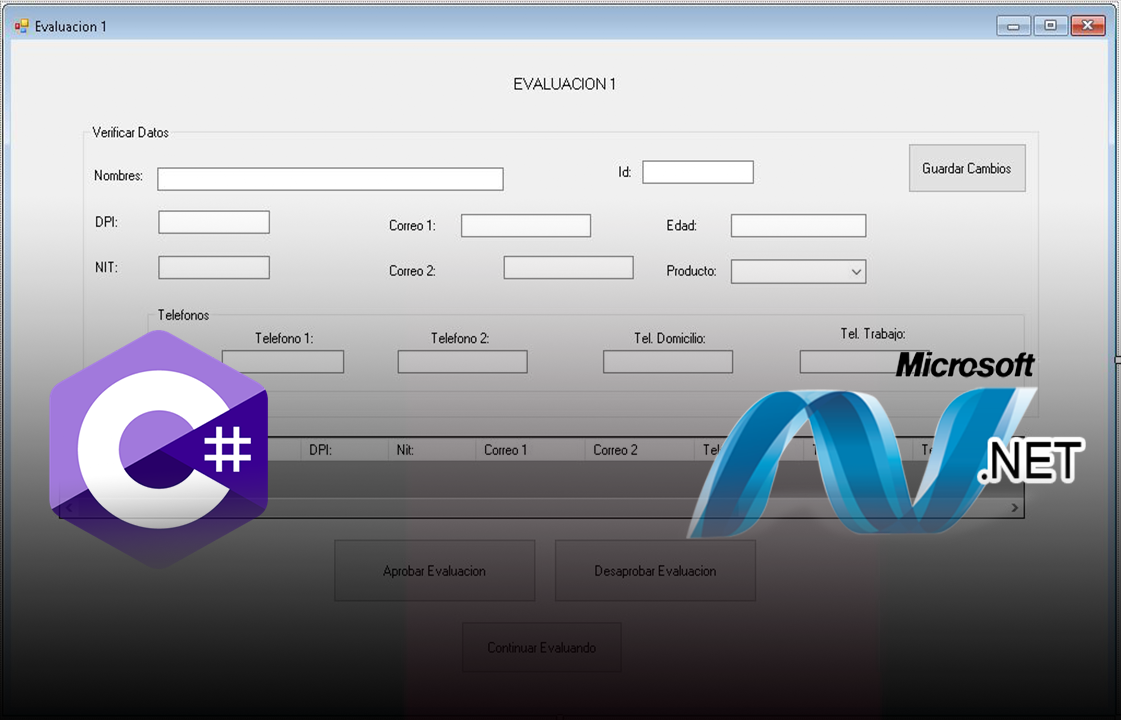 Evaluacion 1
EVALUACION 1
Verificar Datos
Nombres:
Id:
Guardar Cambios
DPI:
Correo 1:
Edad:
NIT:
Correo 2:
Producto:
Telefonos
Telefono 1:
Telefono 2:
Tel. Domicilio:
Tel. Trabajo:
Microsoft
.NET
C#
DPI: Nit: Correo 1 Correo 2
Aprobar Evaluacion
Desaprobar Evaluacion
Continuar Evaluando